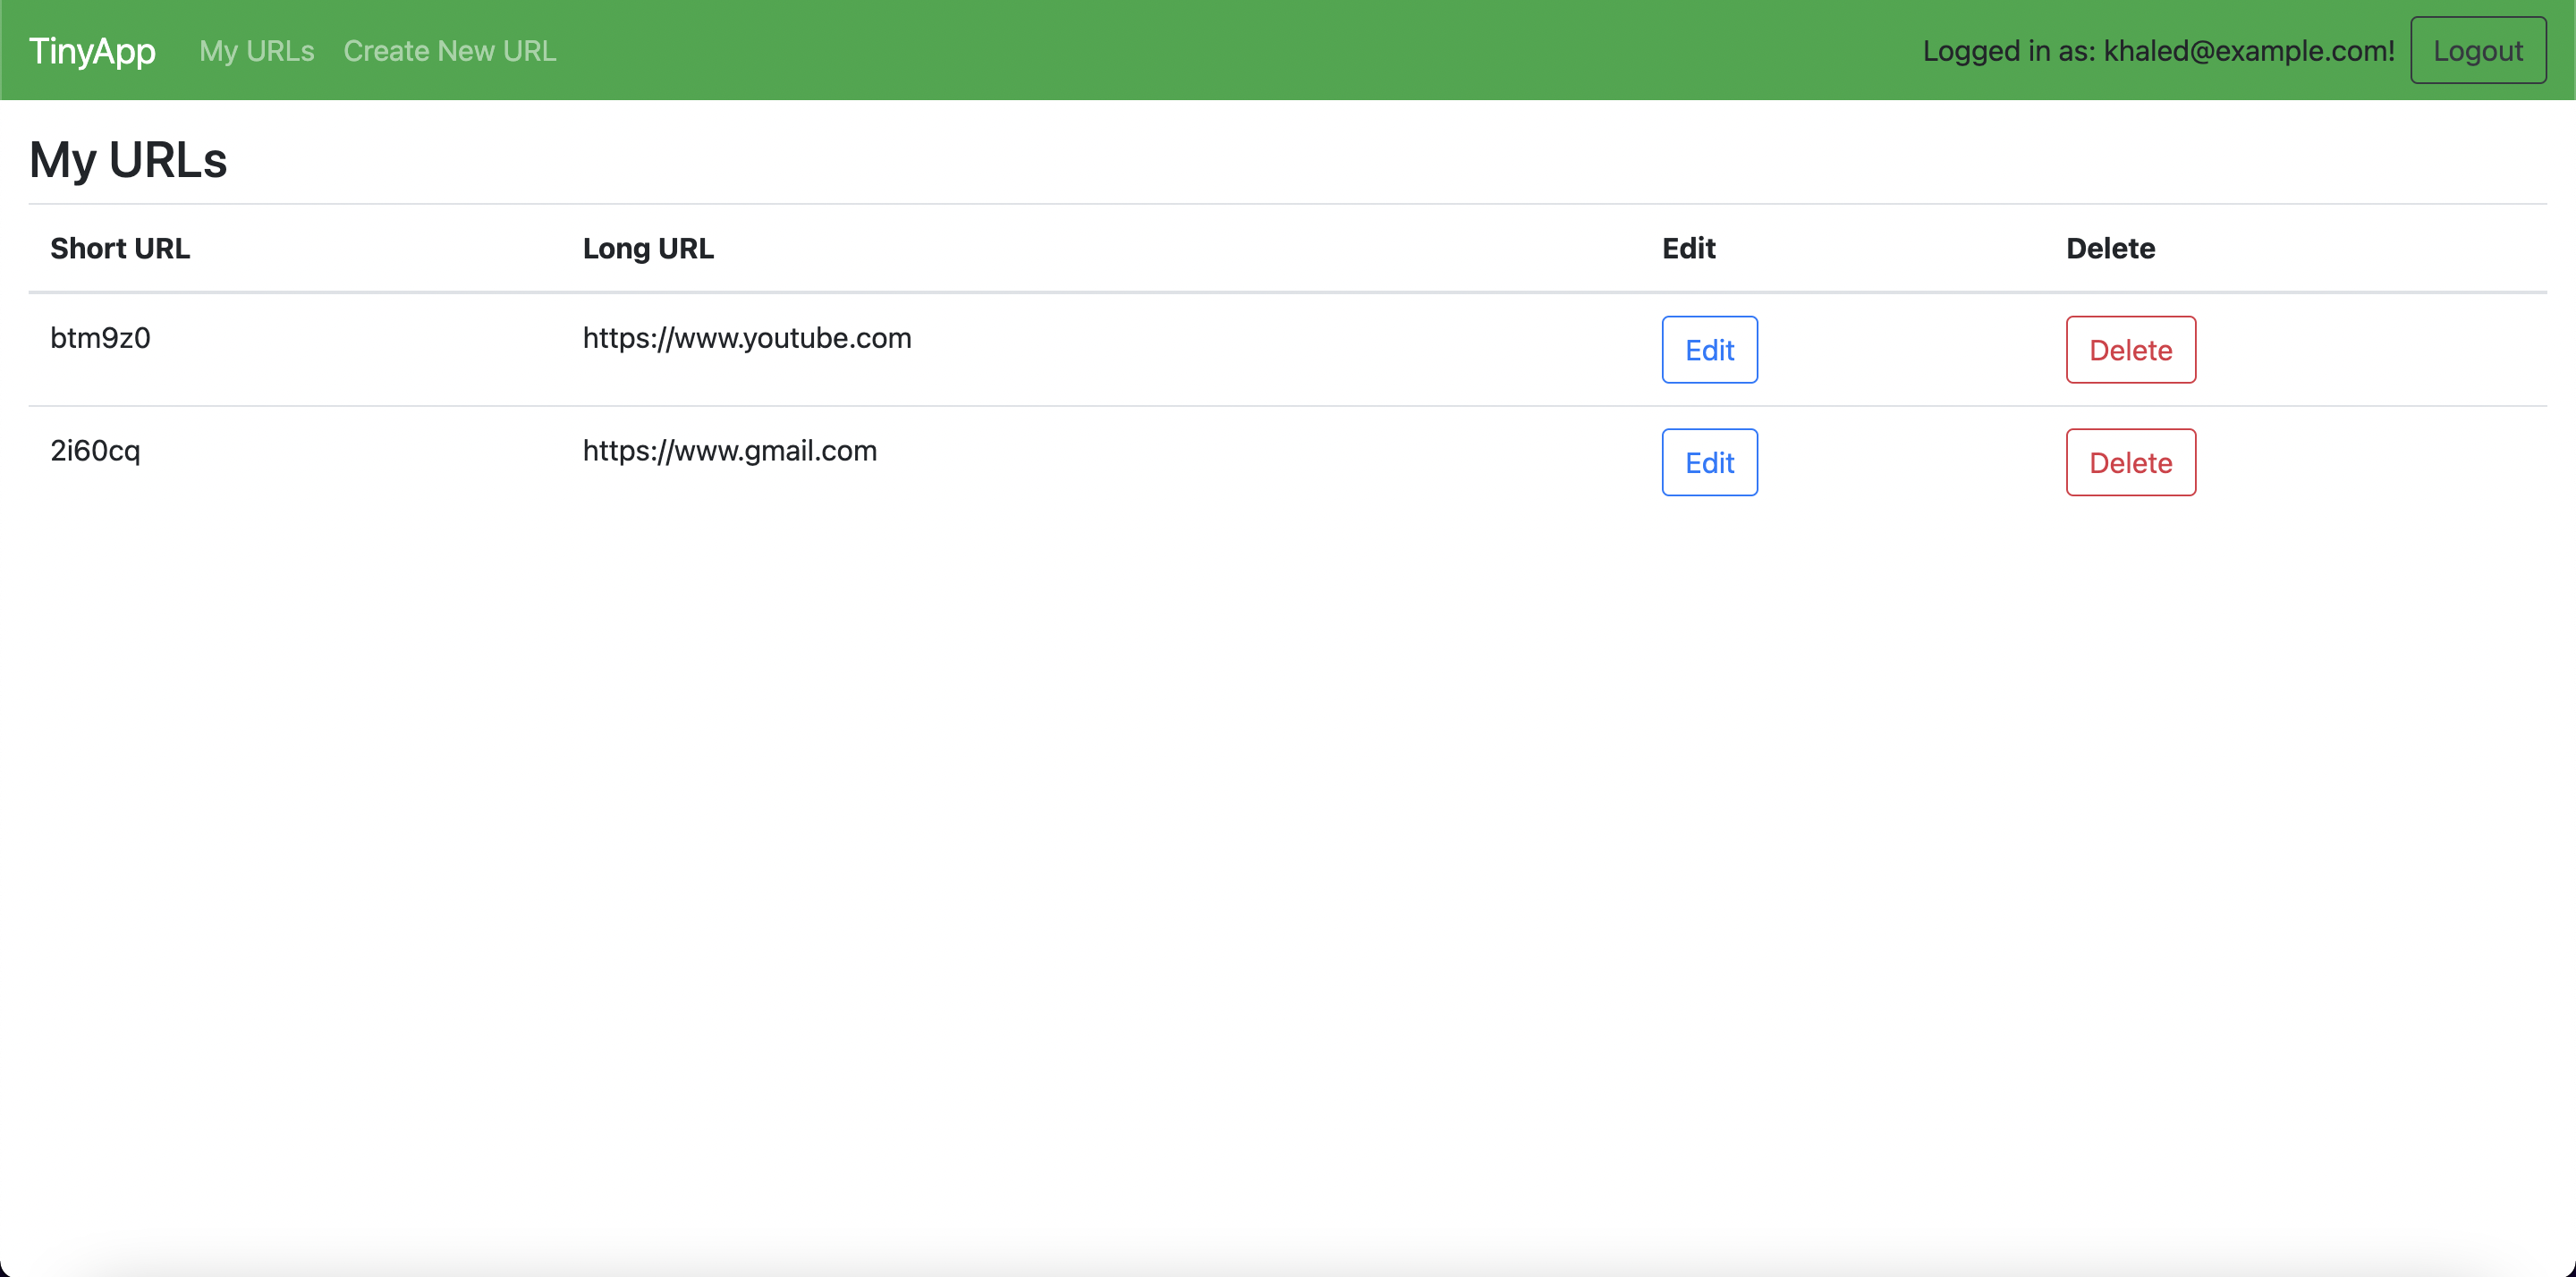 TinyApp My URLs Create New URL Logged in as: khaled@example.com! Logout
My URLs
Short URL Long URL Edit Delete
btm9z0 https://www.youtube.com Edit Delete
2i60cq https://www.gmail.com Edit Delete